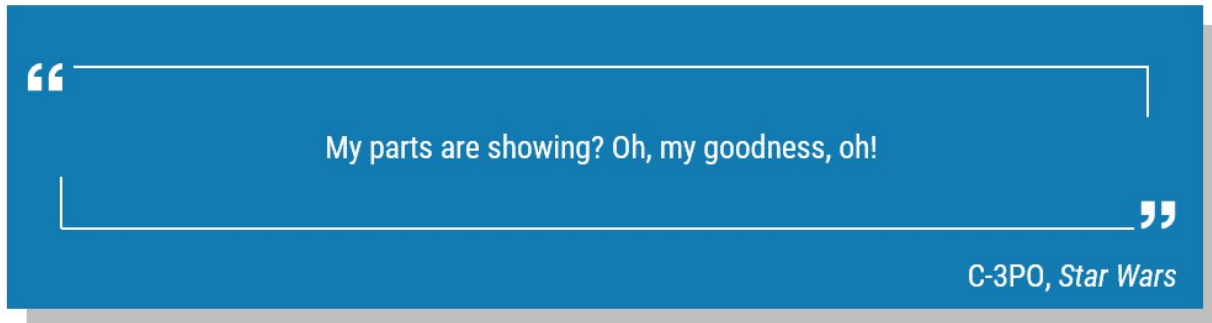 “
My parts are showing? Oh, my goodness, oh!
”
C-3PO, Star Wars